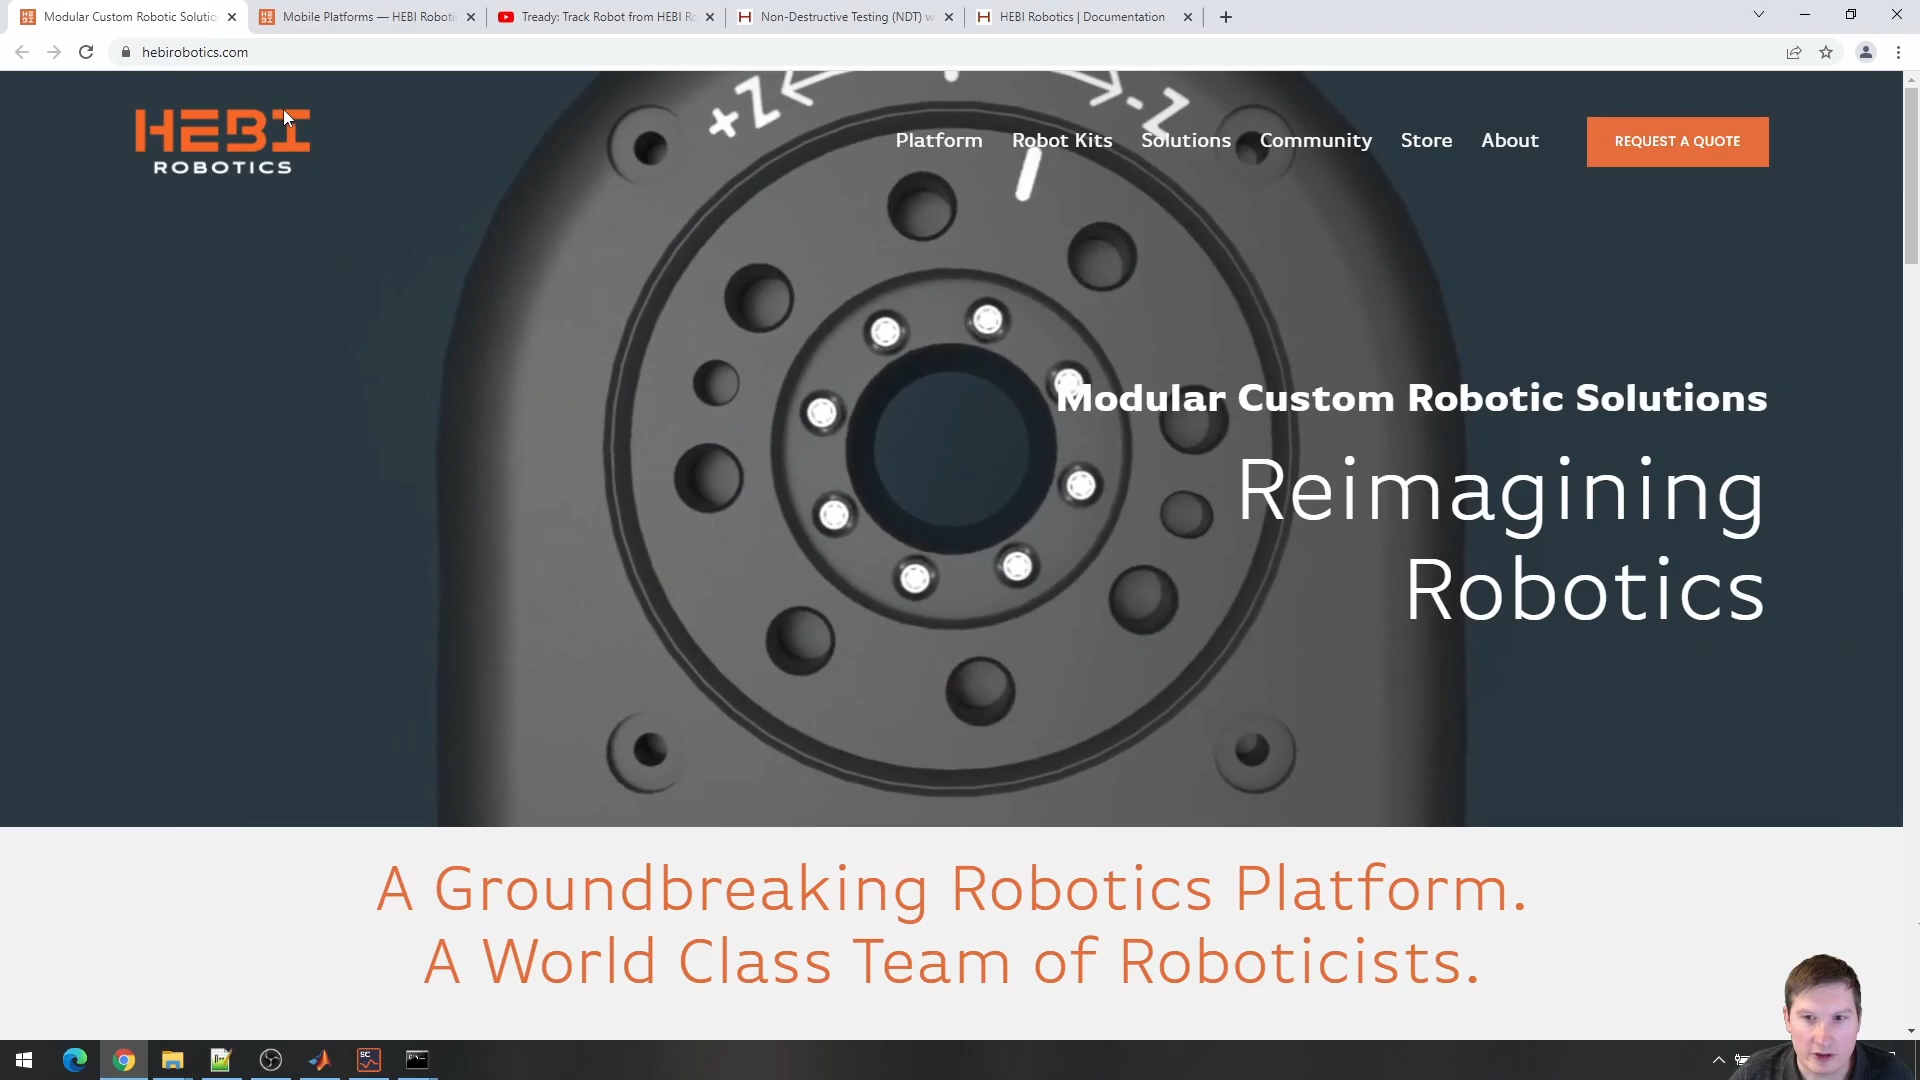 Modular Custom Robotic Solutio
Mobile Platforms — HEBI Roboti
Tready: Track Robot from HEBI Ro
Non-Destructive Testing (NDT) w
HEBI Robotics | Documentation
hebirobotics.com
HEBI
ROBOTICS
Platform
Robot Kits
Solutions
Community
Store
About
REQUEST A QUOTE
+Z
-Z
Modular Custom Robotic Solutions
Reimagining
Robotics
A Groundbreaking Robotics Platform.
A World Class Team of Roboticists.
SC